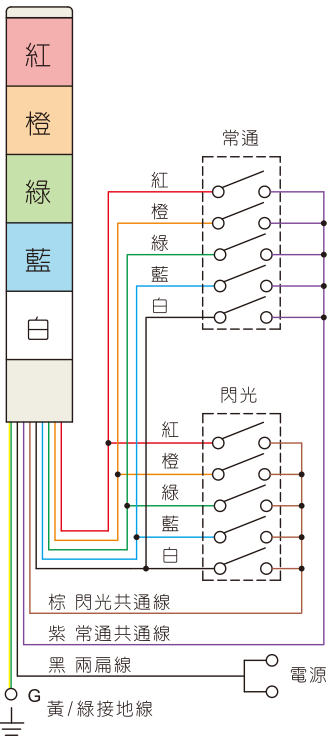 紅
橙
綠
藍
白
常通
紅
橙
綠
藍
白
閃光
紅
橙
綠
藍
白
棕 閃光共通線
紫 常通共通線
黑 兩扁線
電源
G
黃/綠接地線